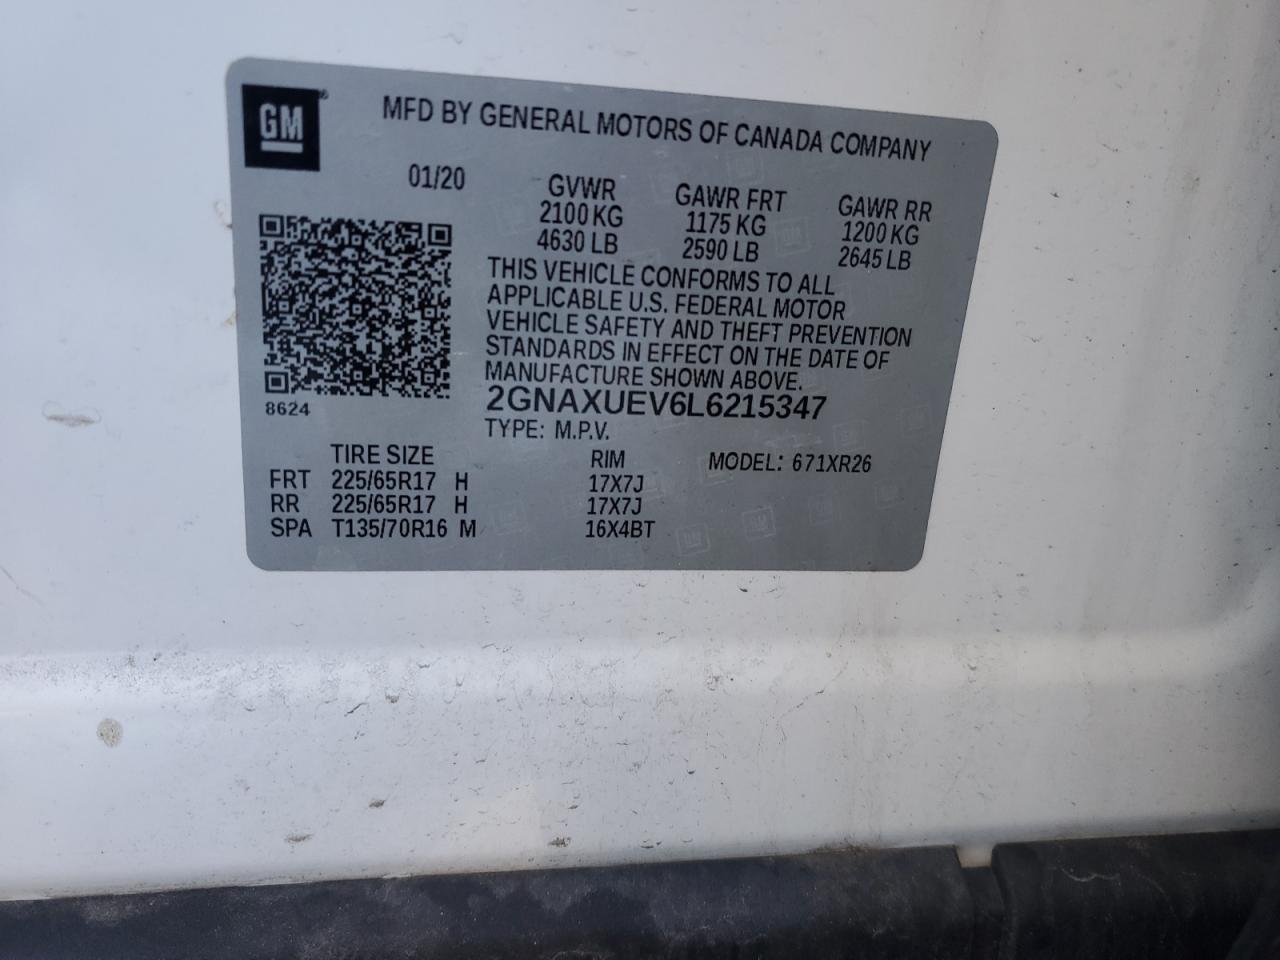 GM
MFD BY GENERAL MOTORS OF CANADA COMPANY
01/20
GVWR
2100 KG
4630 LB
GAWR FRT
1175 KG
2590 LB
GAWR RR
1200 KG
2645 LB
THIS VEHICLE CONFORMS TO ALL
APPLICABLE U.S. FEDERAL MOTOR
VEHICLE SAFETY AND THEFT PREVENTION
STANDARDS IN EFFECT ON THE DATE OF
MANUFACTURE SHOWN ABOVE.
8624
2GNAXUEV6L6215347
TYPE: M.P.V.
TIRE SIZE RIM MODEL: 671XR26
FRT 225/65R17 H 17X7J
RR 225/65R17 H 17X7J
SPA T135/70R16 M 16X4BT